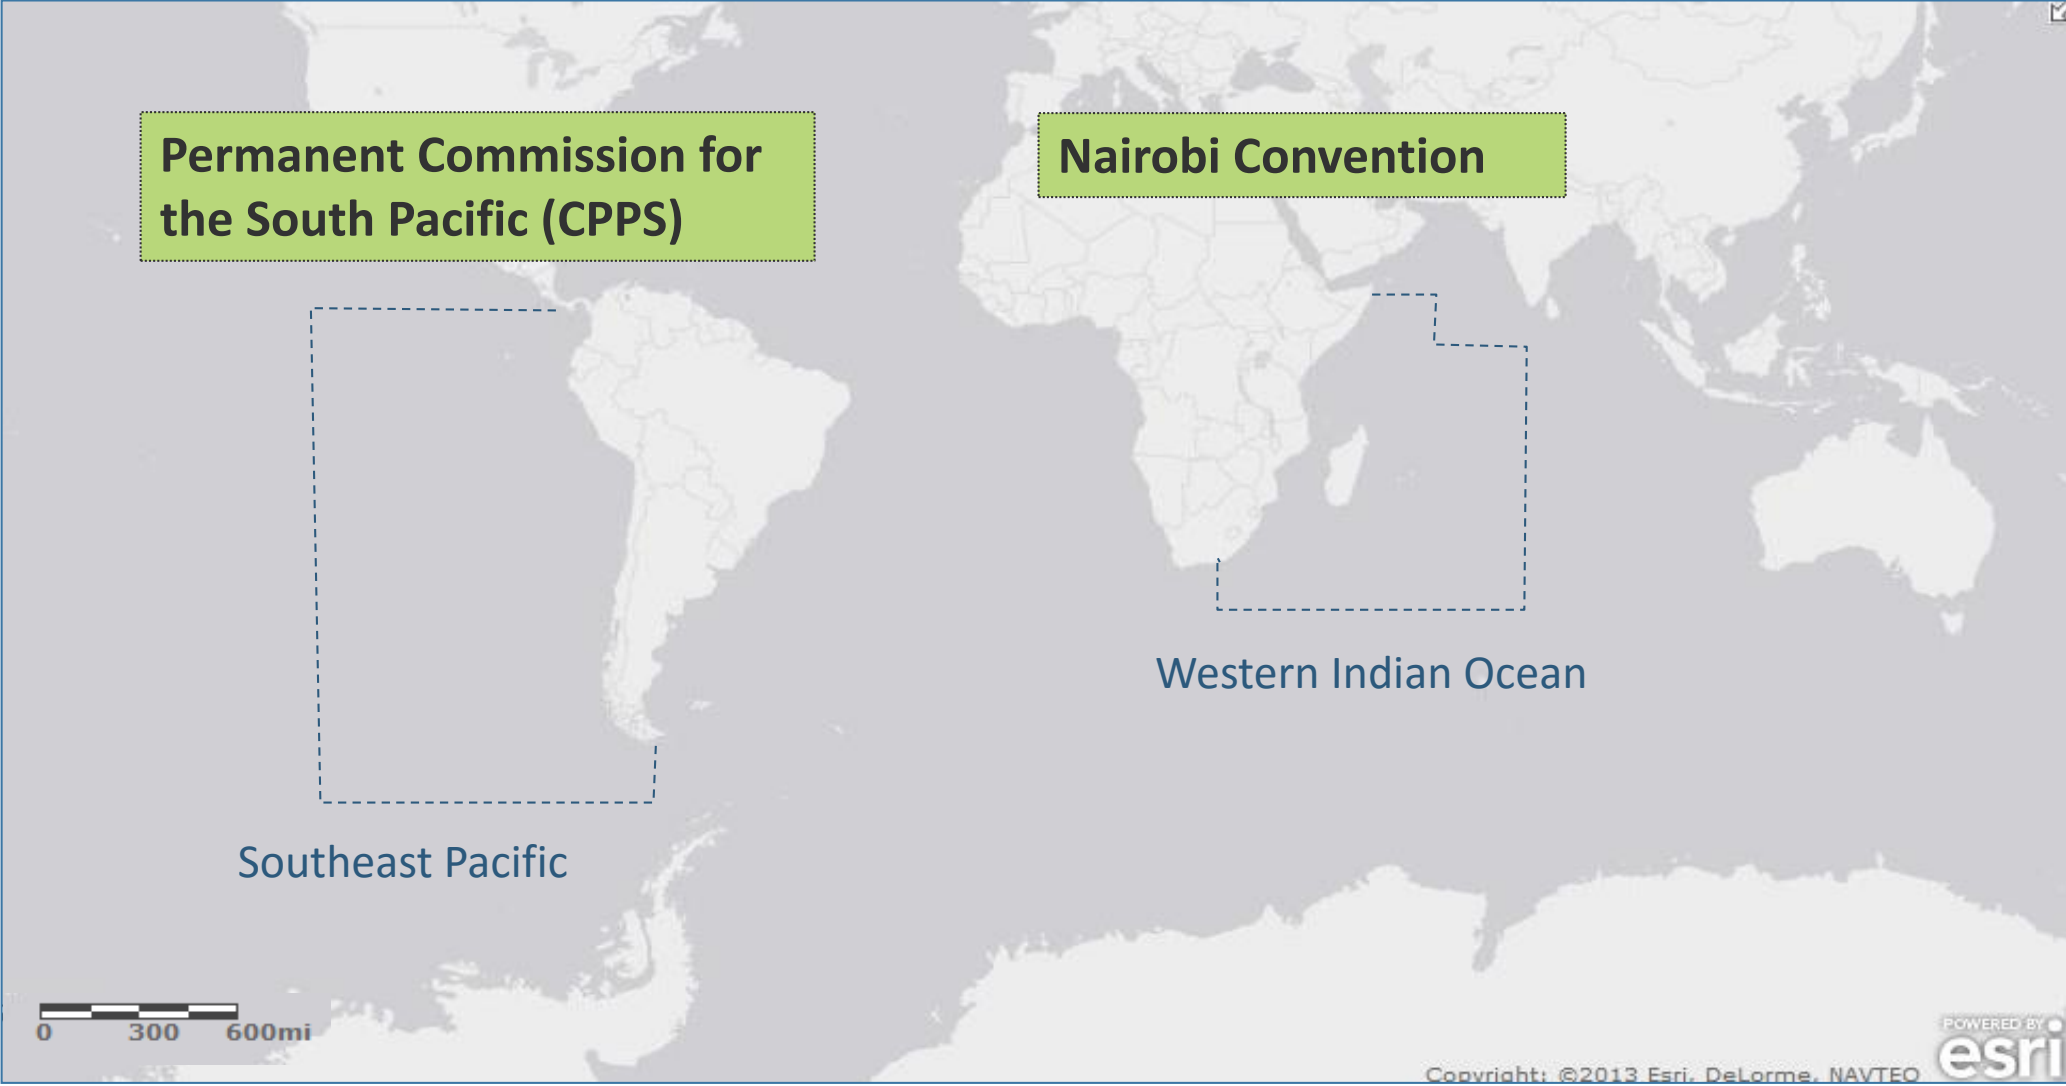 Permanent Commission for
the South Pacific (CPPS)
Nairobi Convention
Western Indian Ocean
Southeast Pacific
0 300 600mi
POWERED BY
esri
Copyright: ©2013 Esri, DeLorme, NAVTEQ